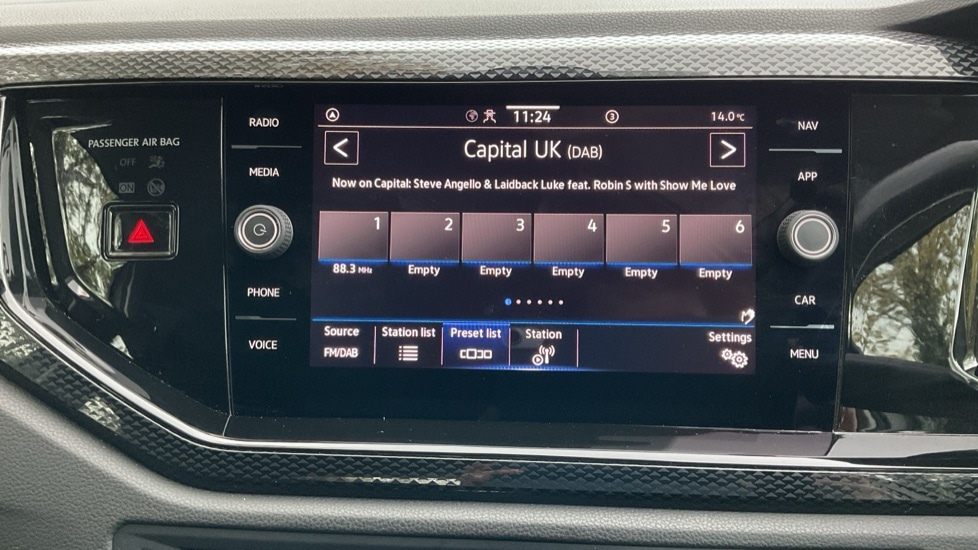 PASSENGER AIR BAG
OFF
ON
RADIO
MEDIA
PHONE
VOICE
11:24
3
14.0°C
< Capital UK (DAB) >
Now on Capital: Steve Angello & Laidback Luke feat. Robin S with Show Me Love
1 2 3 4 5 6
88.3 MHz Empty Empty Empty Empty Empty
Source Station list Preset list Station Settings
FM/DAB
NAV
APP
CAR
MENU